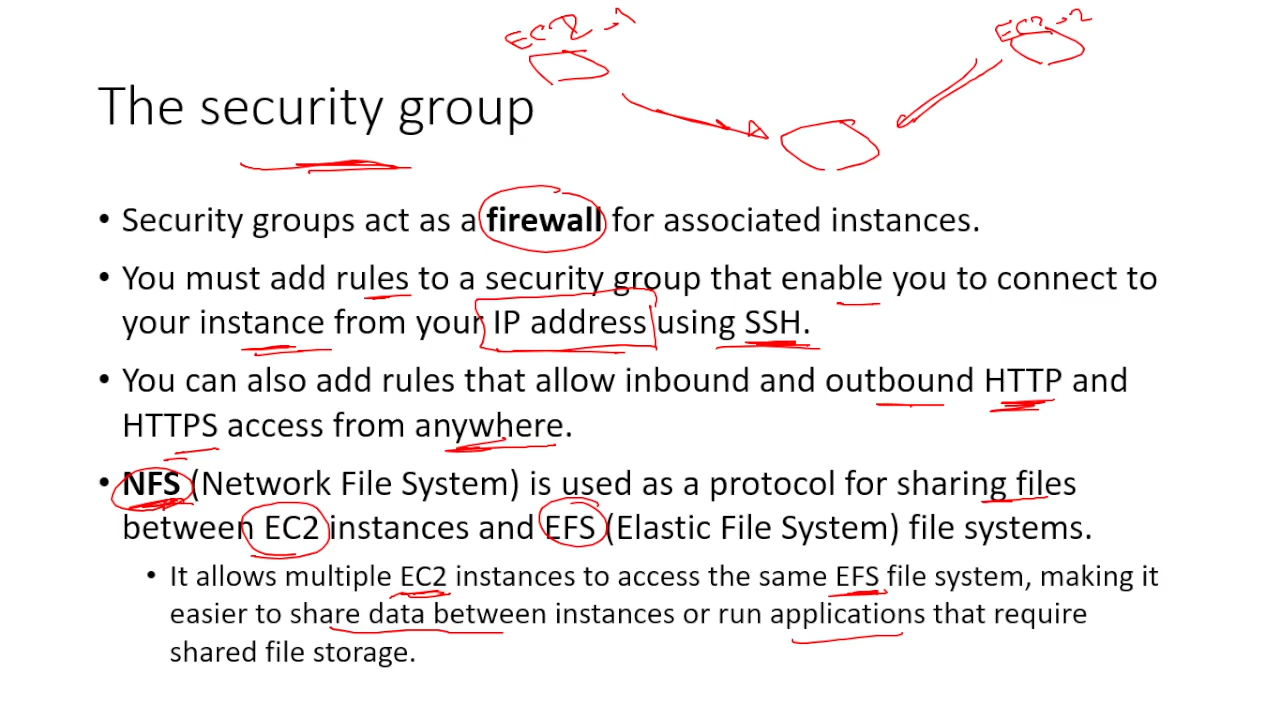 EC2-1
EC2-2
The security group
• Security groups act as a firewall for associated instances.
• You must add rules to a security group that enable you to connect to
your instance from your IP address using SSH.
• You can also add rules that allow inbound and outbound HTTP and
HTTPS access from anywhere.
• NFS (Network File System) is used as a protocol for sharing files
between EC2 instances and EFS (Elastic File System) file systems.
• It allows multiple EC2 instances to access the same EFS file system, making it
easier to share data between instances or run applications that require
shared file storage.